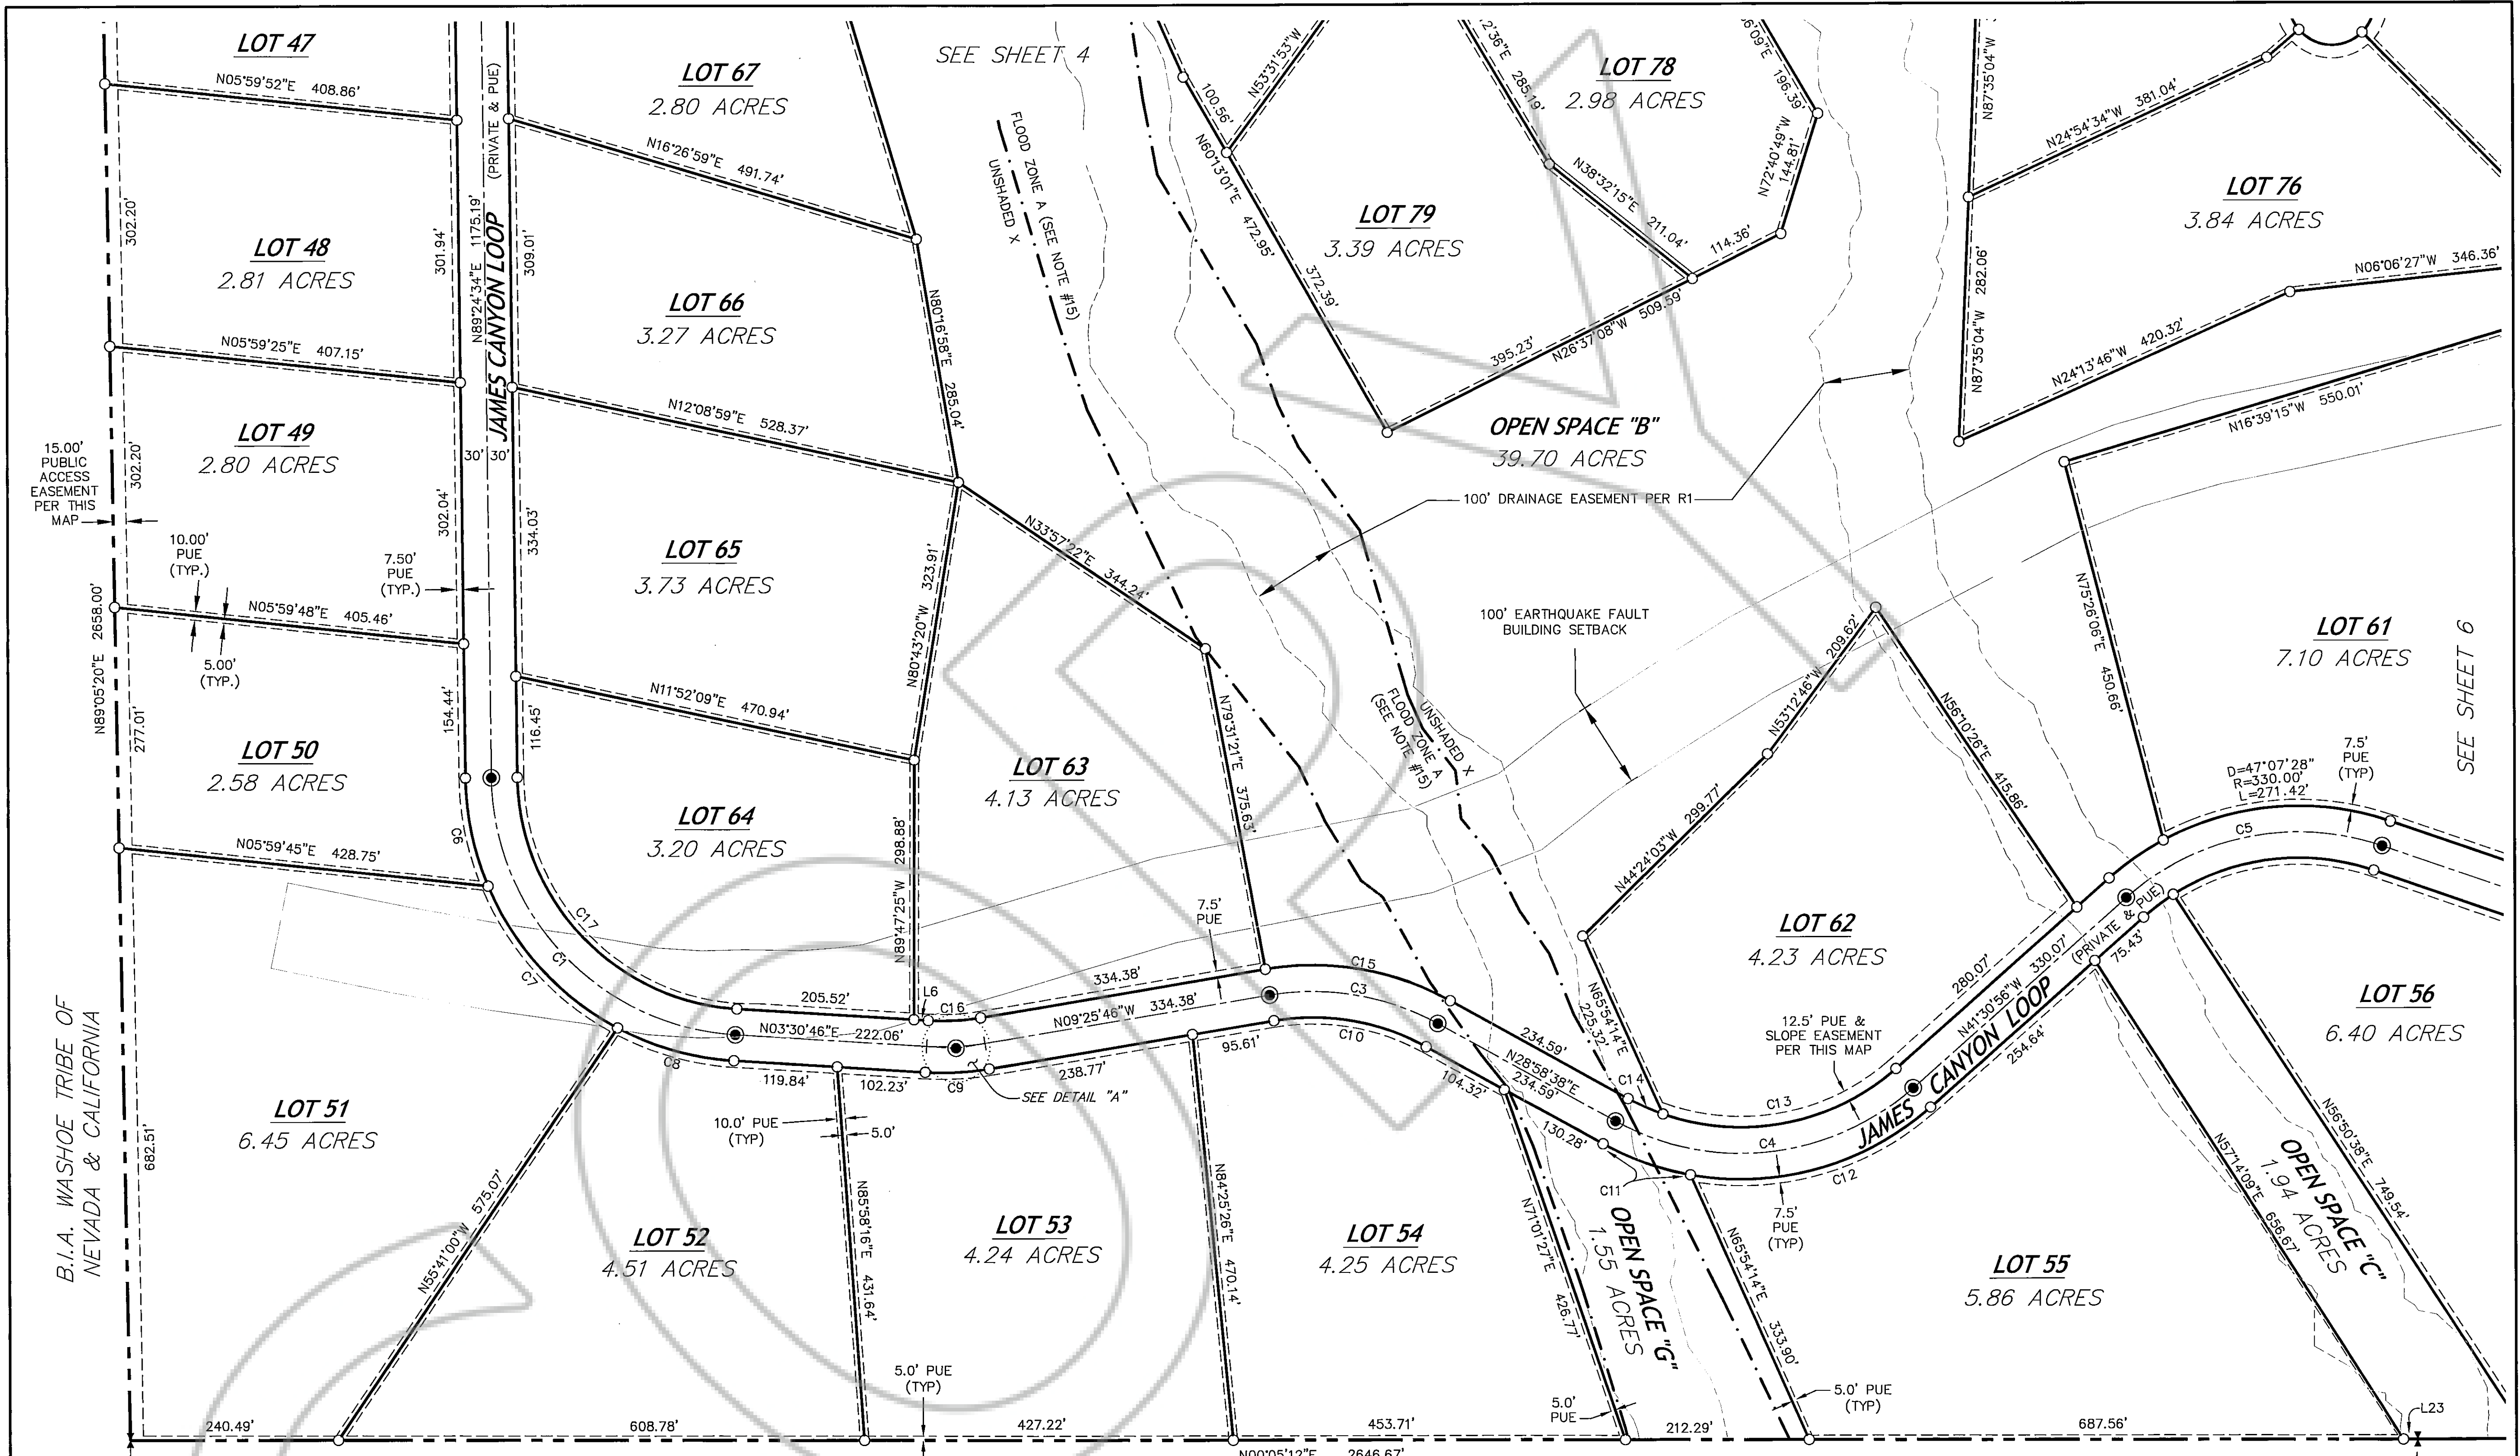 LOT 47
N05°59'52"E 408.86'
302.20'
LOT 48
2.81 ACRES
301.94'
N89°24'34"E 1175.19'
JAMES CANYON LOOP
(PRIVATE & PUE)
309.01'
N05°59'25"E 407.15'
LOT 49
2.80 ACRES
302.20'
302.04'
30'
30'
15.00'
PUBLIC
ACCESS
EASEMENT
PER THIS
MAP
10.00'
PUE
(TYP.)
7.50'
PUE
(TYP.)
N05°59'48"E 405.46'
5.00'
(TYP.)
N89°05'20"E 2658.00'
277.01'
154.44'
LOT 50
2.58 ACRES
N05°59'45"E 428.75'
C6
LOT 67
2.80 ACRES
N16°26'59"E 491.74'
LOT 66
3.27 ACRES
N80°16'58"E 285.04'
N12°08'59"E 528.37'
334.03'
LOT 65
3.73 ACRES
N80°43'20"W 323.91'
N11°52'09"E 470.94'
116.45'
LOT 64
3.20 ACRES
N89°47'25"W 298.88'
C17
C1
C7
205.52'
L6
C16
N03°30'46"E 222.06'
C8
119.84'
102.23'
C9
SEE DETAIL "A"
SEE SHEET 4
FLOOD ZONE A (SEE NOTE #15)
UNSHADED X
100.56'
N53°31'53"W
N60°13'01"E 472.95'
372.39'
LOT 79
3.39 ACRES
285.19'
LOT 78
2.98 ACRES
196.39'
N72°40'49"W
144.81'
N38°32'15"E 211.04'
114.36'
395.23'
N26°37'08"W 509.59'
OPEN SPACE "B"
39.70 ACRES
100' DRAINAGE EASEMENT PER R1
100' EARTHQUAKE FAULT
BUILDING SETBACK
N87°35'04"W
N24°54'34"W 381.04'
LOT 76
3.84 ACRES
282.06'
N87°35'04"W
N06°06'27"W 346.36'
N24°13'46"W 420.32'
N16°39'15"W 550.01'
N75°26'06"E 450.66'
LOT 61
7.10 ACRES
SEE SHEET 6
D=47°07'28"
R=330.00'
L=271.42'
7.5'
PUE
(TYP)
C5
N33°57'22"E 344.24'
LOT 63
4.13 ACRES
N79°31'21"E 375.63'
UNSHADED X
FLOOD ZONE A
(SEE NOTE #15)
7.5'
PUE
334.38'
N09°25'46"W 334.38'
C15
C3
C10
95.61'
238.77'
N53°12'46"W 209.62'
N44°24'03"W 299.77'
N56°10'26"E 415.86'
LOT 62
4.23 ACRES
N65°54'14"E
225.32'
234.59'
N28°58'38"E
234.59'
104.32'
130.28'
C14
C13
C4
C12
C11
12.5' PUE &
SLOPE EASEMENT
PER THIS MAP
280.07'
N41°30'56"W 330.07'
(PRIVATE & PUE)
JAMES CANYON LOOP
75.43'
254.64'
7.5'
PUE
(TYP)
LOT 56
6.40 ACRES
N56°50'38"E 749.54'
OPEN SPACE "C"
1.94 ACRES
N57°14'09"E 656.67'
B.I.A. WASHOE TRIBE OF
NEVADA & CALIFORNIA
682.51'
LOT 51
6.45 ACRES
N55°41'00"W 575.07'
LOT 52
4.51 ACRES
10.0' PUE
(TYP)
5.0'
N85°58'16"E 431.64'
LOT 53
4.24 ACRES
N84°25'26"E 470.14'
LOT 54
4.25 ACRES
N71°01'27"E 426.77'
OPEN SPACE "G"
1.55 ACRES
N65°54'14"E 333.90'
LOT 55
5.86 ACRES
5.0' PUE
(TYP)
5.0'
PUE
5.0' PUE
(TYP)
L23
240.49'
608.78'
427.22'
453.71'
212.29'
687.56'
N00°05'12"E 2646.67'